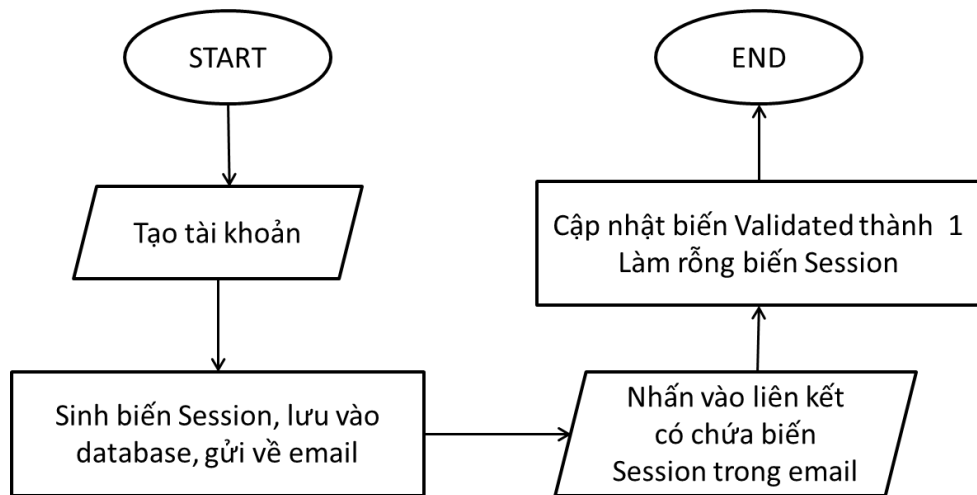 START
Tạo tài khoản
Sinh biến Session, lưu vào
database, gửi về email
Nhấn vào liên kết
có chứa biến
Session trong email
Cập nhật biến Validated thành 1
Làm rỗng biến Session
END